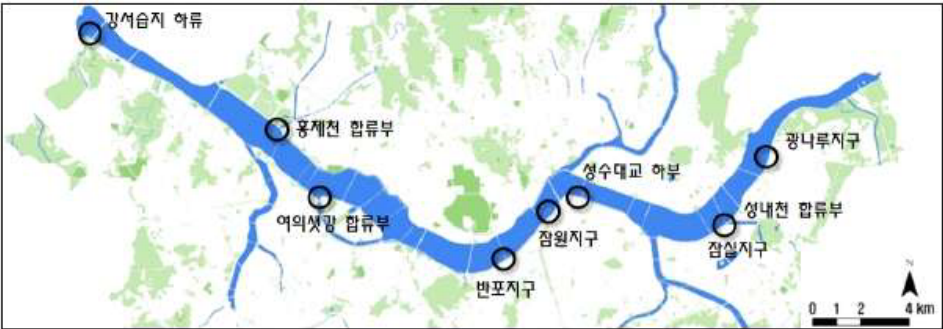 강서습지 하류
홍제천 합류부
광나루지구
성수대교 하부
여의샛강 합류부
성내천 합류부
잠원지구
잠실지구
반포지구
N
0 1 2 4 km